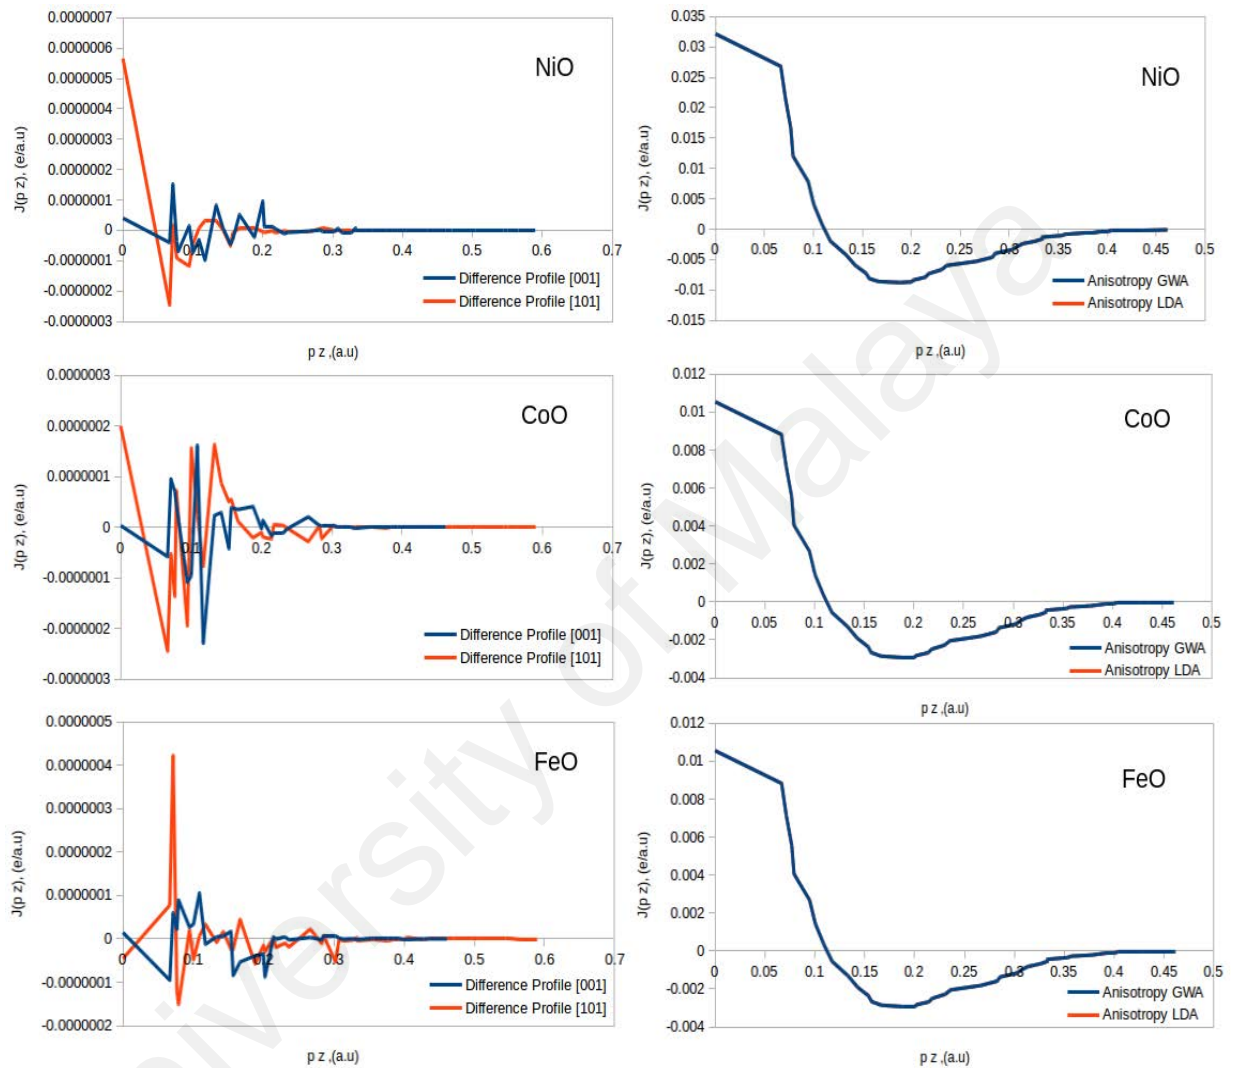 0.0000007
0.0000006
0.0000005
0.0000004
0.0000003
0.0000002
0.0000001
0
-0.0000001
-0.0000002
-0.0000003
0 0.1 0.2 0.3 0.4 0.5 0.6 0.7
J(p z), (e/a.u)
NiO
Difference Profile [001]
Difference Profile [101]
p z ,(a.u)
0.035
0.03
0.025
0.02
0.015
0.01
0.005
0
-0.005
-0.01
-0.015
0 0.05 0.1 0.15 0.2 0.25 0.3 0.35 0.4 0.45 0.5
J(p z), (e/a.u)
NiO
Anisotropy GWA
Anisotropy LDA
p z ,(a.u)
0.0000003
0.0000002
0.0000001
0
-0.0000001
-0.0000002
-0.0000003
0 0.1 0.2 0.3 0.4 0.5 0.6 0.7
J(p z), (e/a.u)
CoO
Difference Profile [001]
Difference Profile [101]
0.012
0.01
0.008
0.006
0.004
0.002
0
-0.002
-0.004
0 0.05 0.1 0.15 0.2 0.25 0.3 0.35 0.4 0.45 0.5
J(p z), (e/a.u)
CoO
Anisotropy GWA
Anisotropy LDA
p z ,(a.u)
0.0000005
0.0000004
0.0000003
0.0000002
0.0000001
0
-0.0000001
-0.0000002
0 0.1 0.2 0.3 0.4 0.5 0.6 0.7
J(p z), (e/a.u)
FeO
Difference Profile [001]
Difference Profile [101]
p z ,(a.u)
0.012
0.01
0.008
0.006
0.004
0.002
0
-0.002
-0.004
0 0.05 0.1 0.15 0.2 0.25 0.3 0.35 0.4 0.45 0.5
J(p z), (e/a.u)
FeO
Anisotropy GWA
Anisotropy LDA
p z ,(a.u)
iversity of Malaya